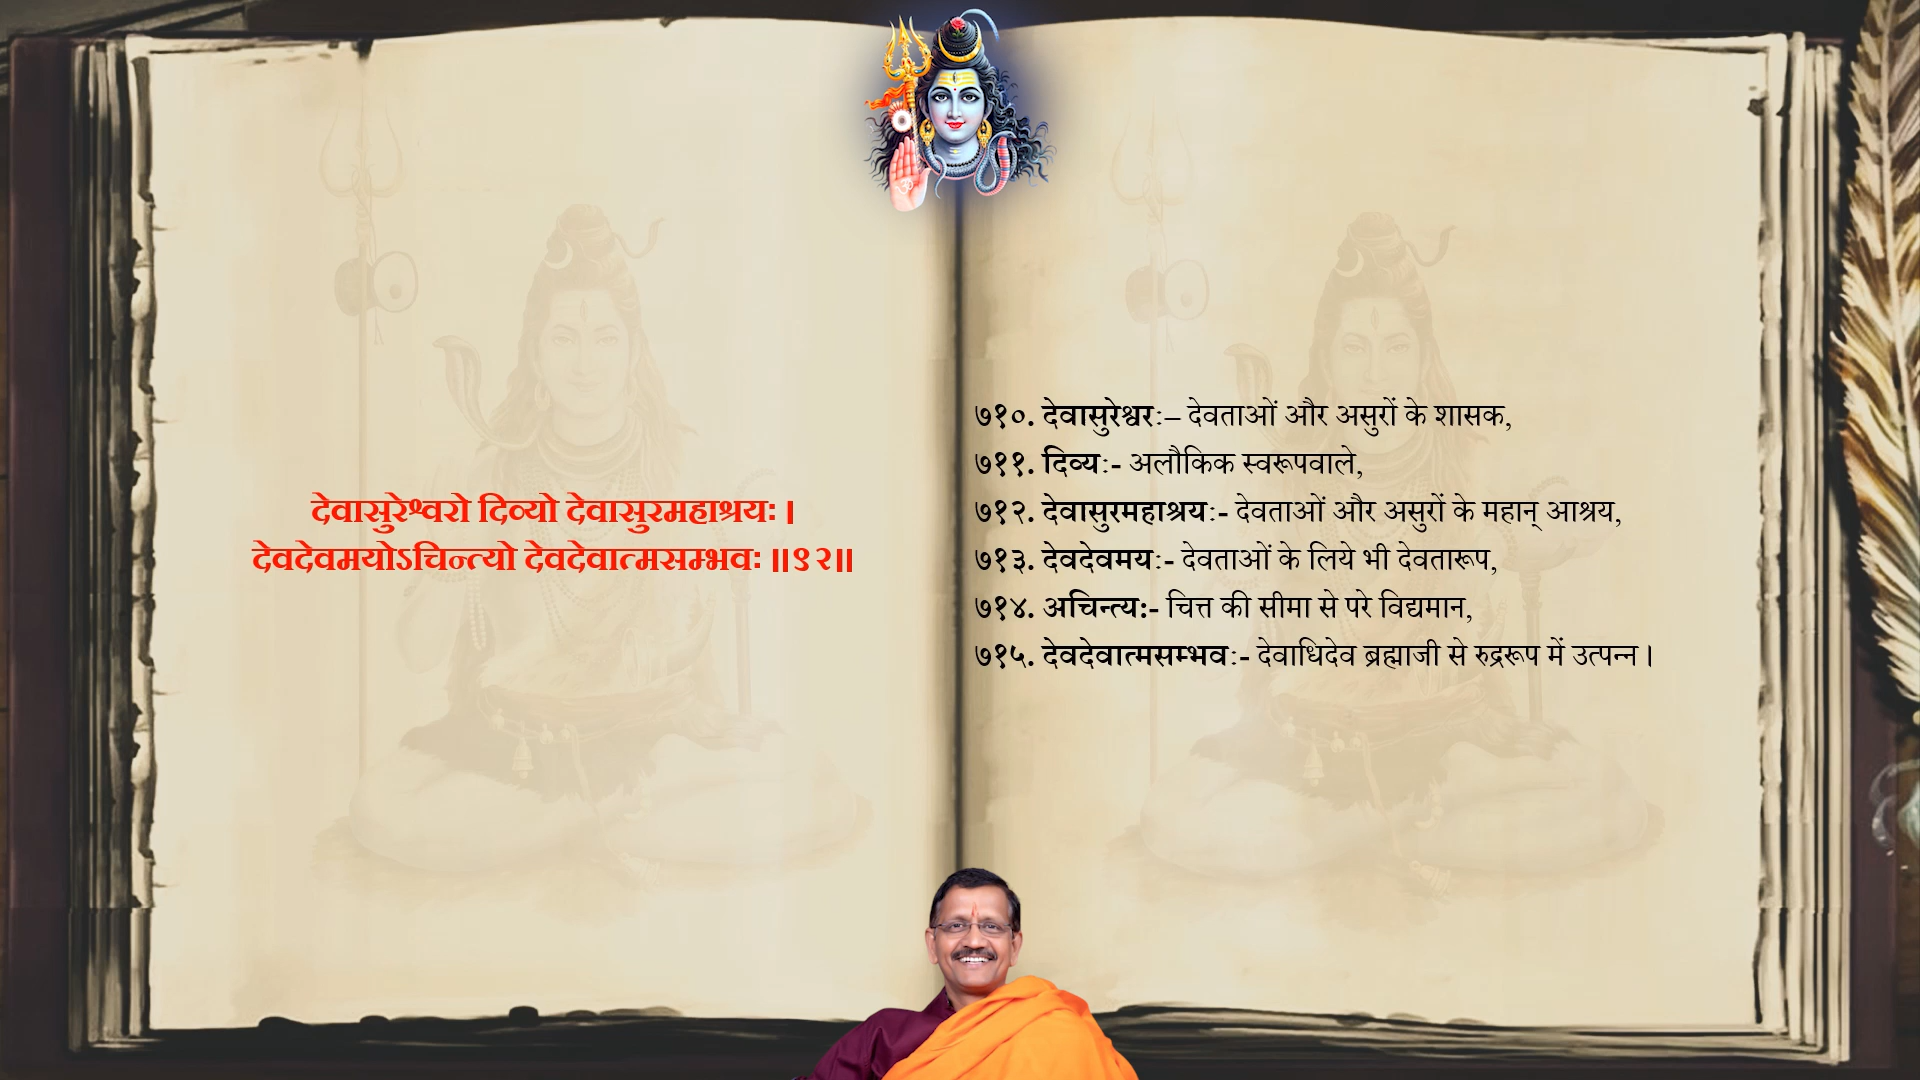 देवासुरेश्वरो दिव्यो देवासुरमहाश्रयः ।
देवदेवमयोऽचिन्त्यो देवदेवात्मसम्भवः ॥९२॥
७१०. देवासुरेश्वरः– देवताओं और असुरों के शासक,
७११. दिव्यः- अलौकिक स्वरूपवाले,
७१२. देवासुरमहाश्रयः- देवताओं और असुरों के महान् आश्रय,
७१३. देवदेवमयः- देवताओं के लिये भी देवतारूप,
७१४. अचिन्त्य:- चित्त की सीमा से परे विद्यमान,
७१५. देवदेवात्मसम्भवः- देवाधिदेव ब्रह्माजी से रुद्ररूप में उत्पन्न ।